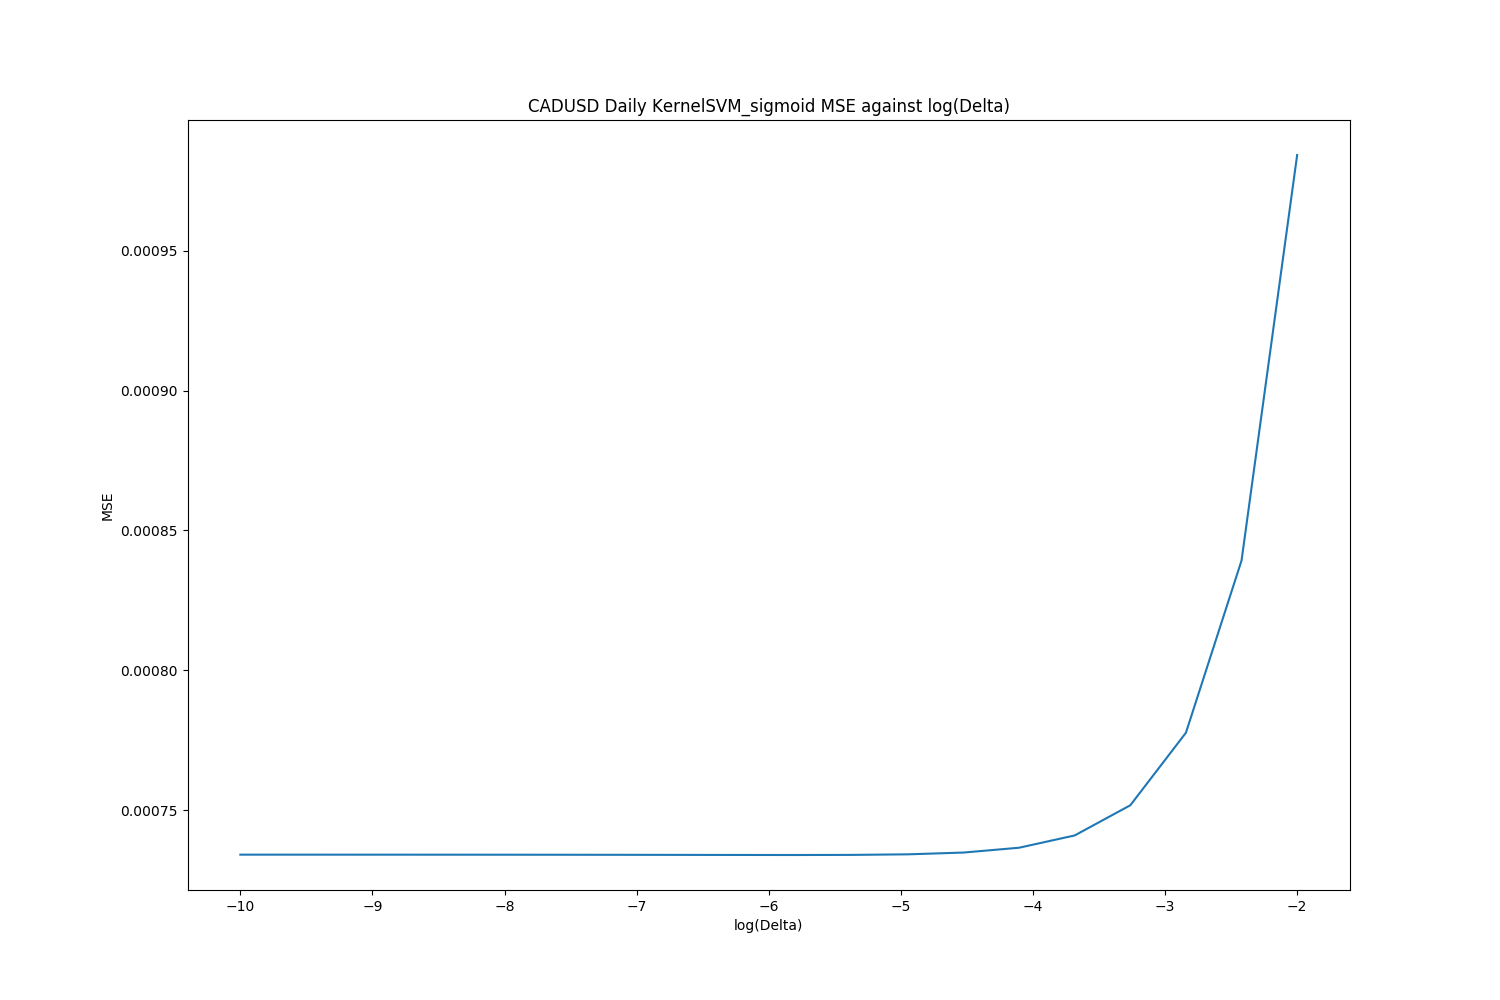 CADUSD Daily KernelSVM_sigmoid MSE against log(Delta)
0.00095
0.00090
0.00085
MSE
0.00080
0.00075
−10 −9 −8 −7 −6 −5 −4 −3 −2
log(Delta)